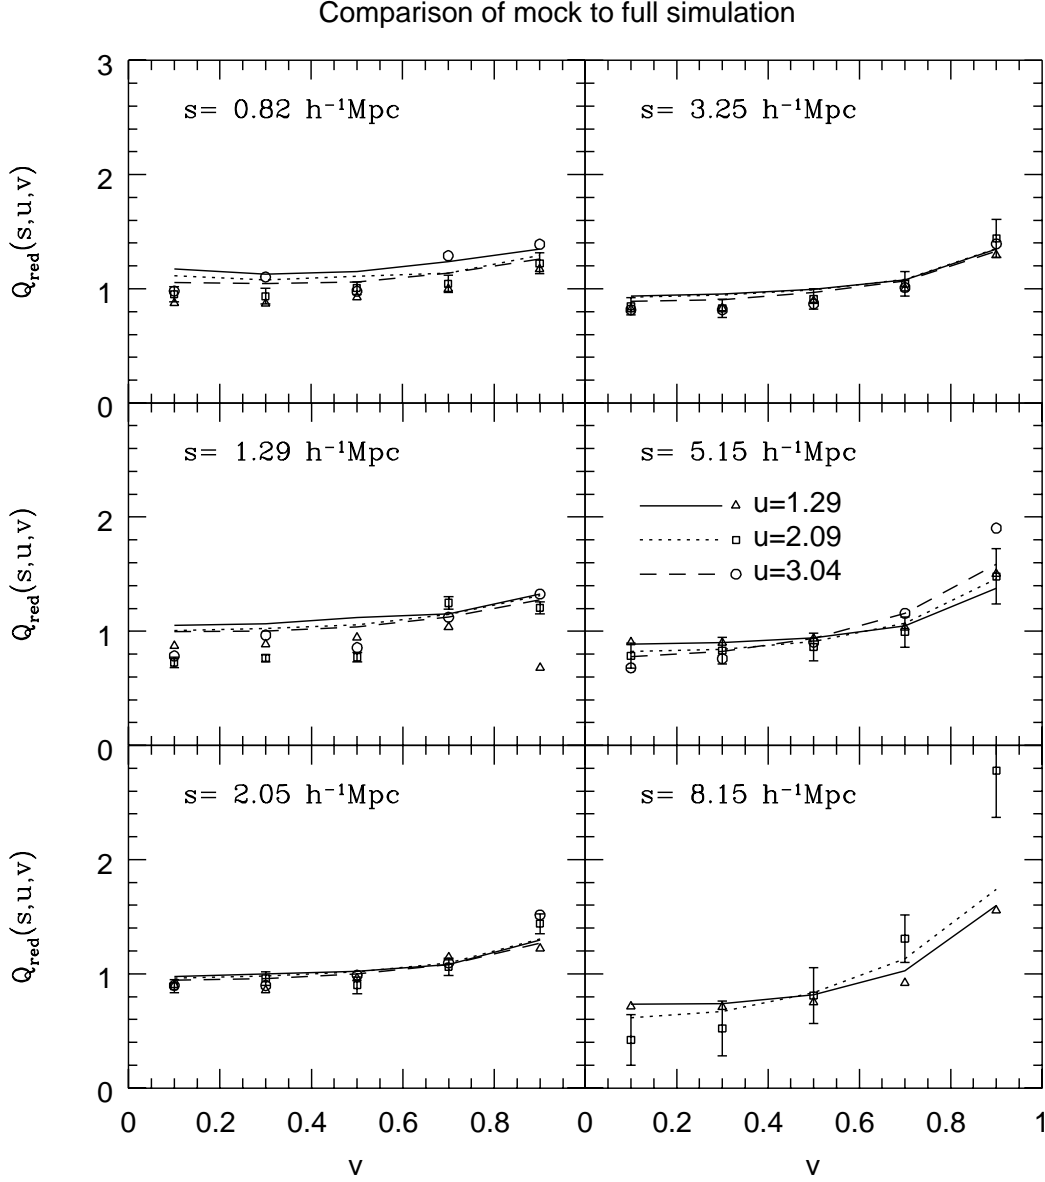 Comparison of mock to full simulation
3
s= 0.82 h⁻¹Mpc
s= 3.25 h⁻¹Mpc
2
Q_red(s,u,v)
1
0
s= 1.29 h⁻¹Mpc
s= 5.15 h⁻¹Mpc
u=1.29
2
u=2.09
Q_red(s,u,v)
u=3.04
1
0
s= 2.05 h⁻¹Mpc
s= 8.15 h⁻¹Mpc
2
Q_red(s,u,v)
1
0
0 0.2 0.4 0.6 0.8 0 0.2 0.4 0.6 0.8 1
v v